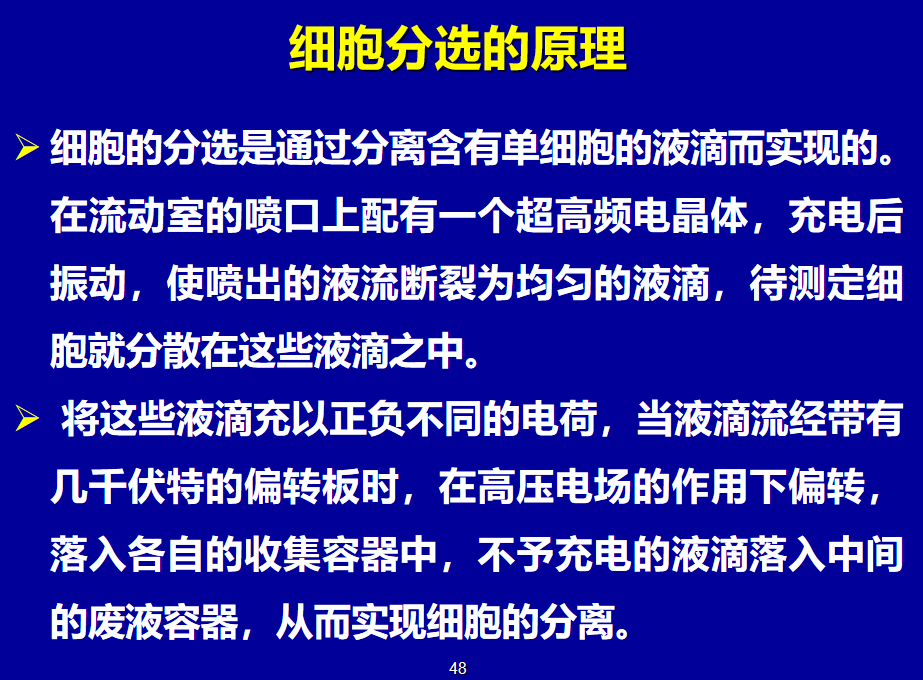 细胞分选的原理
➢ 细胞的分选是通过分离含有单细胞的液滴而实现的。
在流动室的喷口上配有一个超高频电晶体，充电后
振动，使喷出的液流断裂为均匀的液滴，待测定细
胞就分散在这些液滴之中。
➢ 将这些液滴充以正负不同的电荷，当液滴流经带有
几千伏特的偏转板时，在高压电场的作用下偏转，
落入各自的收集容器中，不予充电的液滴落入中间
的废液容器，从而实现细胞的分离。
48